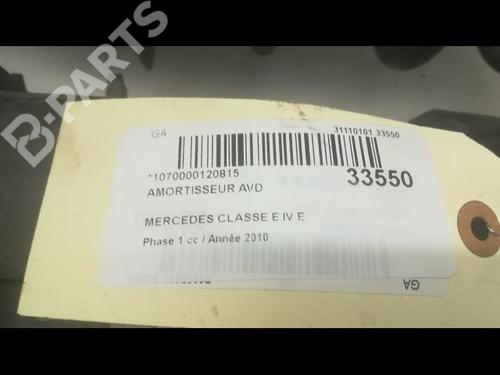 B-PARTS
GA
31110101 33550
*1070000120815
33550
AMORTISSEUR AVD
MERCEDES CLASSE E IV E
Phase 1 cc / Année 2010
GA